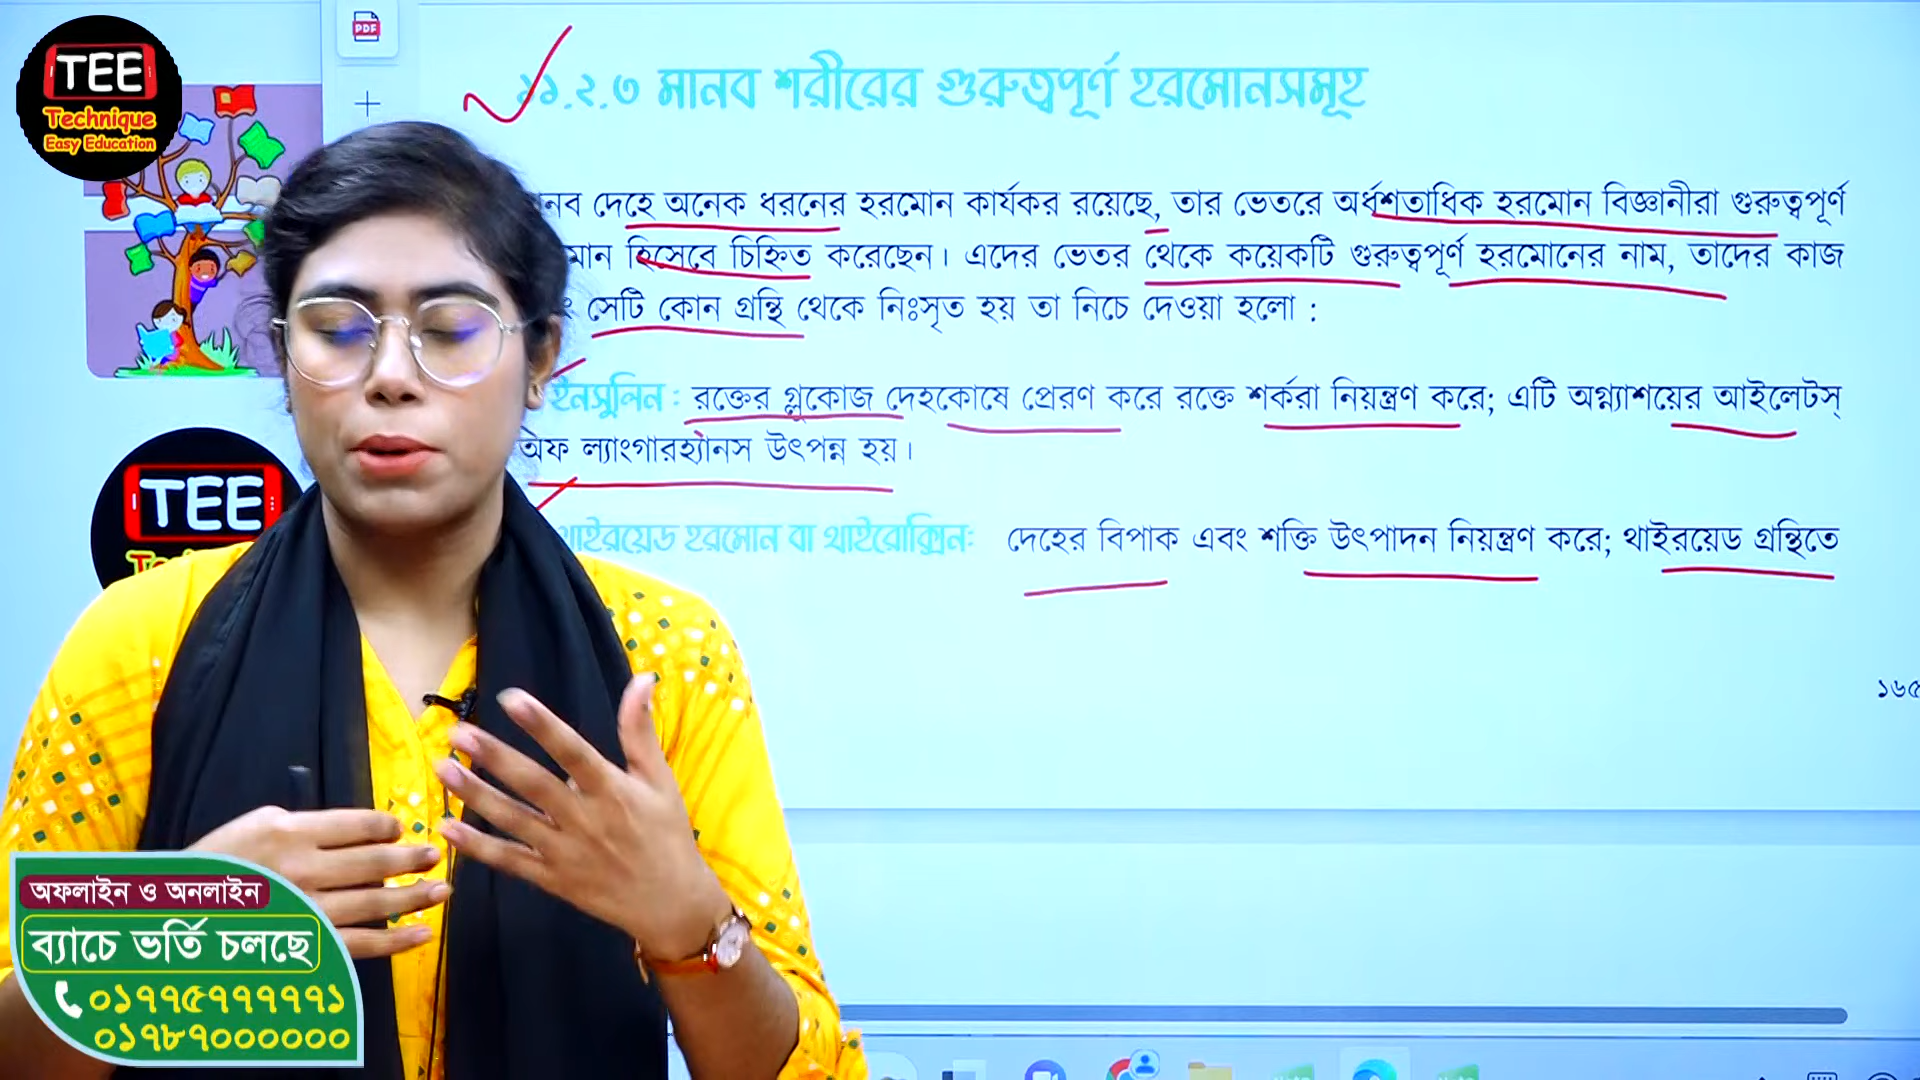 TEE
Technique
Easy Education
PDF
১১.২.৩ মানব শরীরের গুরুত্বপূর্ণ হরমোনসমূহ
দেহে অনেক ধরনের হরমোন কার্যকর রয়েছে, তার ভেতরে অর্ধশতাধিক হরমোন বিজ্ঞানীরা গুরুত্বপূর্ণ
হিসেবে চিহ্নিত করেছেন। এদের ভেতর থেকে কয়েকটি গুরুত্বপূর্ণ হরমোনের নাম, তাদের কাজ
সেটি কোন গ্রন্থি থেকে নিঃসৃত হয় তা নিচে দেওয়া হলো :
ইনসুলিন : রক্তের গ্লুকোজ দেহকোষে প্রেরণ করে রক্তে শর্করা নিয়ন্ত্রণ করে; এটি অগ্ন্যাশয়ের আইলেটস্
অফ ল্যাংগারহ্যানস উৎপন্ন হয়।
থাইরয়েড হরমোন বা থাইরোক্সিন: দেহের বিপাক এবং শক্তি উৎপাদন নিয়ন্ত্রণ করে; থাইরয়েড গ্রন্থিতে
১৬৫
TEE
অফলাইন ও অনলাইন
ব্যাচে ভর্তি চলছে
০১৭৭৫৭৭৭৭৭১
০১৭৮৭০০০০০০